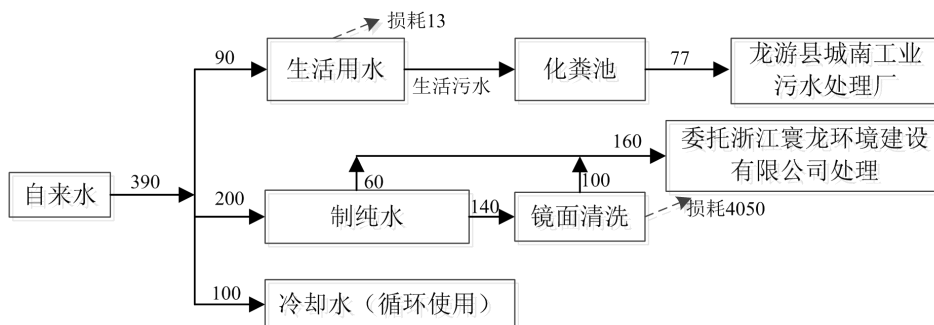 损耗13
90
生活用水
生活污水
化粪池
77
龙游县城南工业
污水处理厂
自来水
390
200
制纯水
60
140
镜面清洗
100
160
委托浙江寰龙环境建设
有限公司处理
损耗4050
100
冷却水（循环使用）